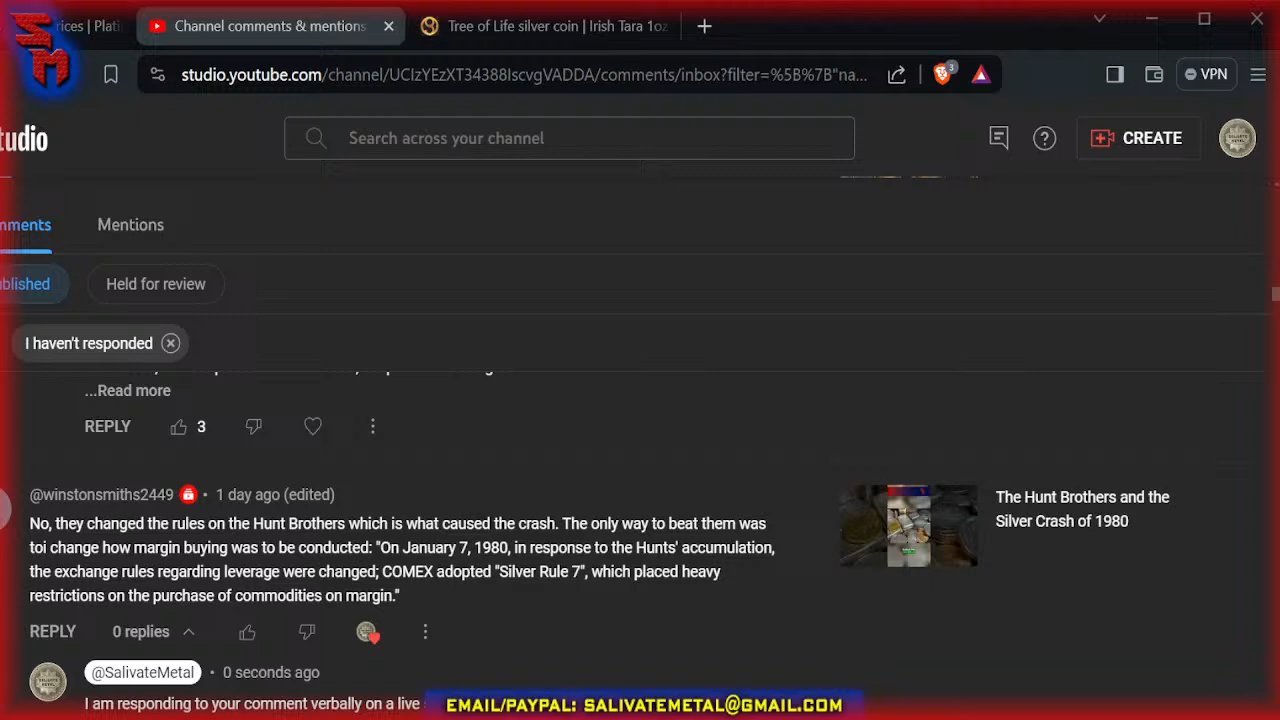 SM
rices | Plati
Channel comments & mentions
Tree of Life silver coin | Irish Tara 1oz
studio.youtube.com/channel/UCIzYEzXT34388IscvgVADDA/comments/inbox?filter=%5B%7B"na...
3
VPN
tudio
Search across your channel
CREATE
mments
Mentions
ublished
Held for review
I haven't responded
...Read more
REPLY
3
@winstonsmiths2449
• 1 day ago (edited)
No, they changed the rules on the Hunt Brothers which is what caused the crash. The only way to beat them was
toi change how margin buying was to be conducted: "On January 7, 1980, in response to the Hunts' accumulation,
the exchange rules regarding leverage were changed; COMEX adopted "Silver Rule 7", which placed heavy
restrictions on the purchase of commodities on margin."
The Hunt Brothers and the
Silver Crash of 1980
REPLY
0 replies
@SalivateMetal
• 0 seconds ago
I am responding to your comment verbally on a live
EMAIL/PAYPAL: SALIVATEMETAL@GMAIL.COM